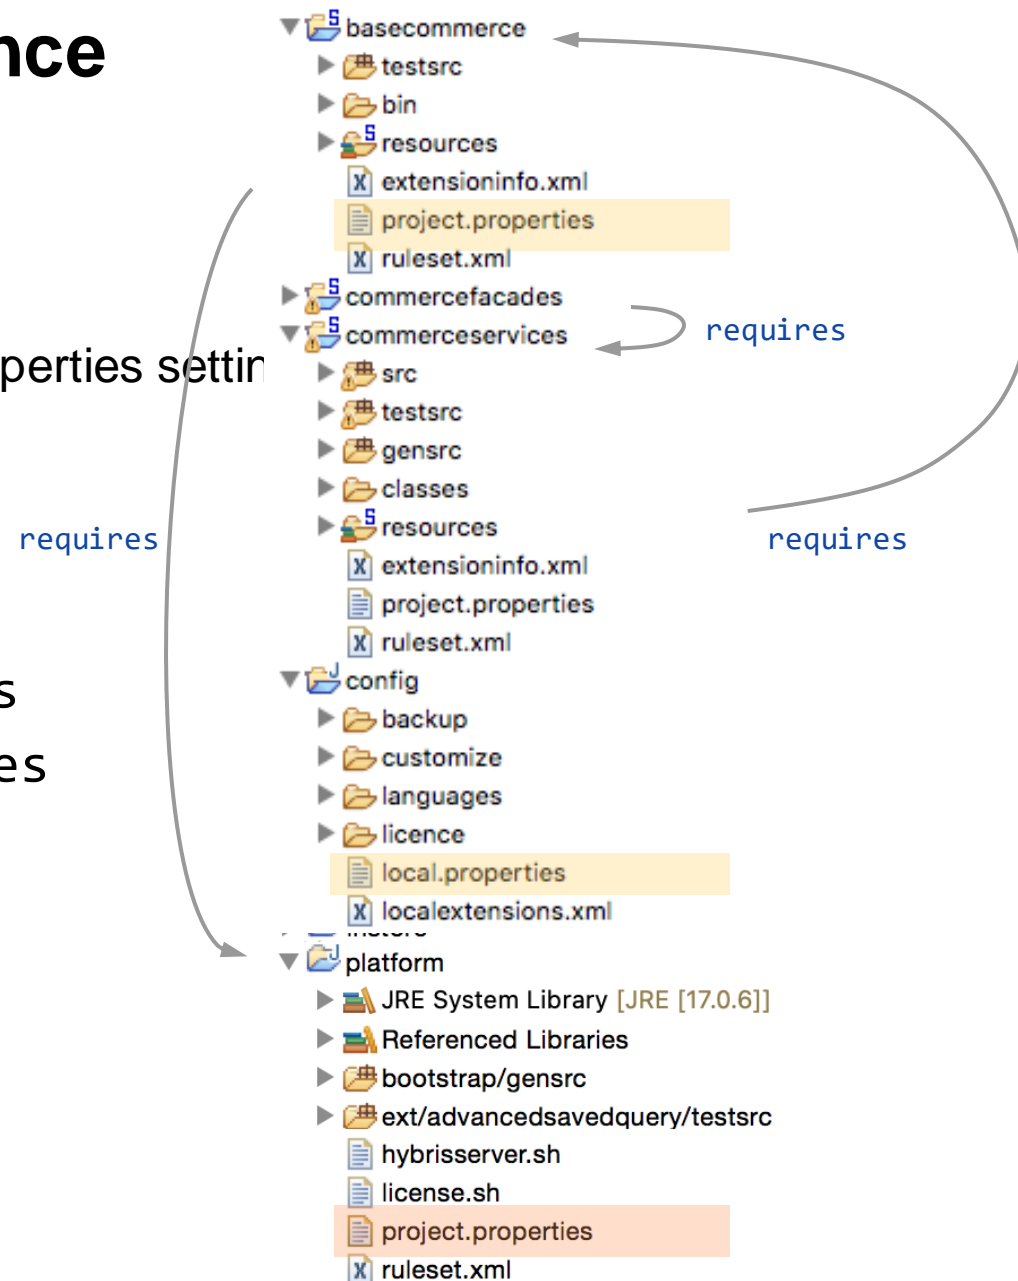 nce
basecommerce
testsrc
bin
resources
extensioninfo.xml
project.properties
ruleset.xml
commercefacades
commerceservices
requires
perties settin
src
testsrc
gensrc
classes
resources
requires
requires
extensioninfo.xml
project.properties
ruleset.xml
config
s
backup
customize
es
languages
licence
local.properties
localextensions.xml
platform
JRE System Library [JRE [17.0.6]]
Referenced Libraries
bootstrap/gensrc
ext/advancedsavedquery/testsrc
hybrisserver.sh
license.sh
project.properties
ruleset.xml